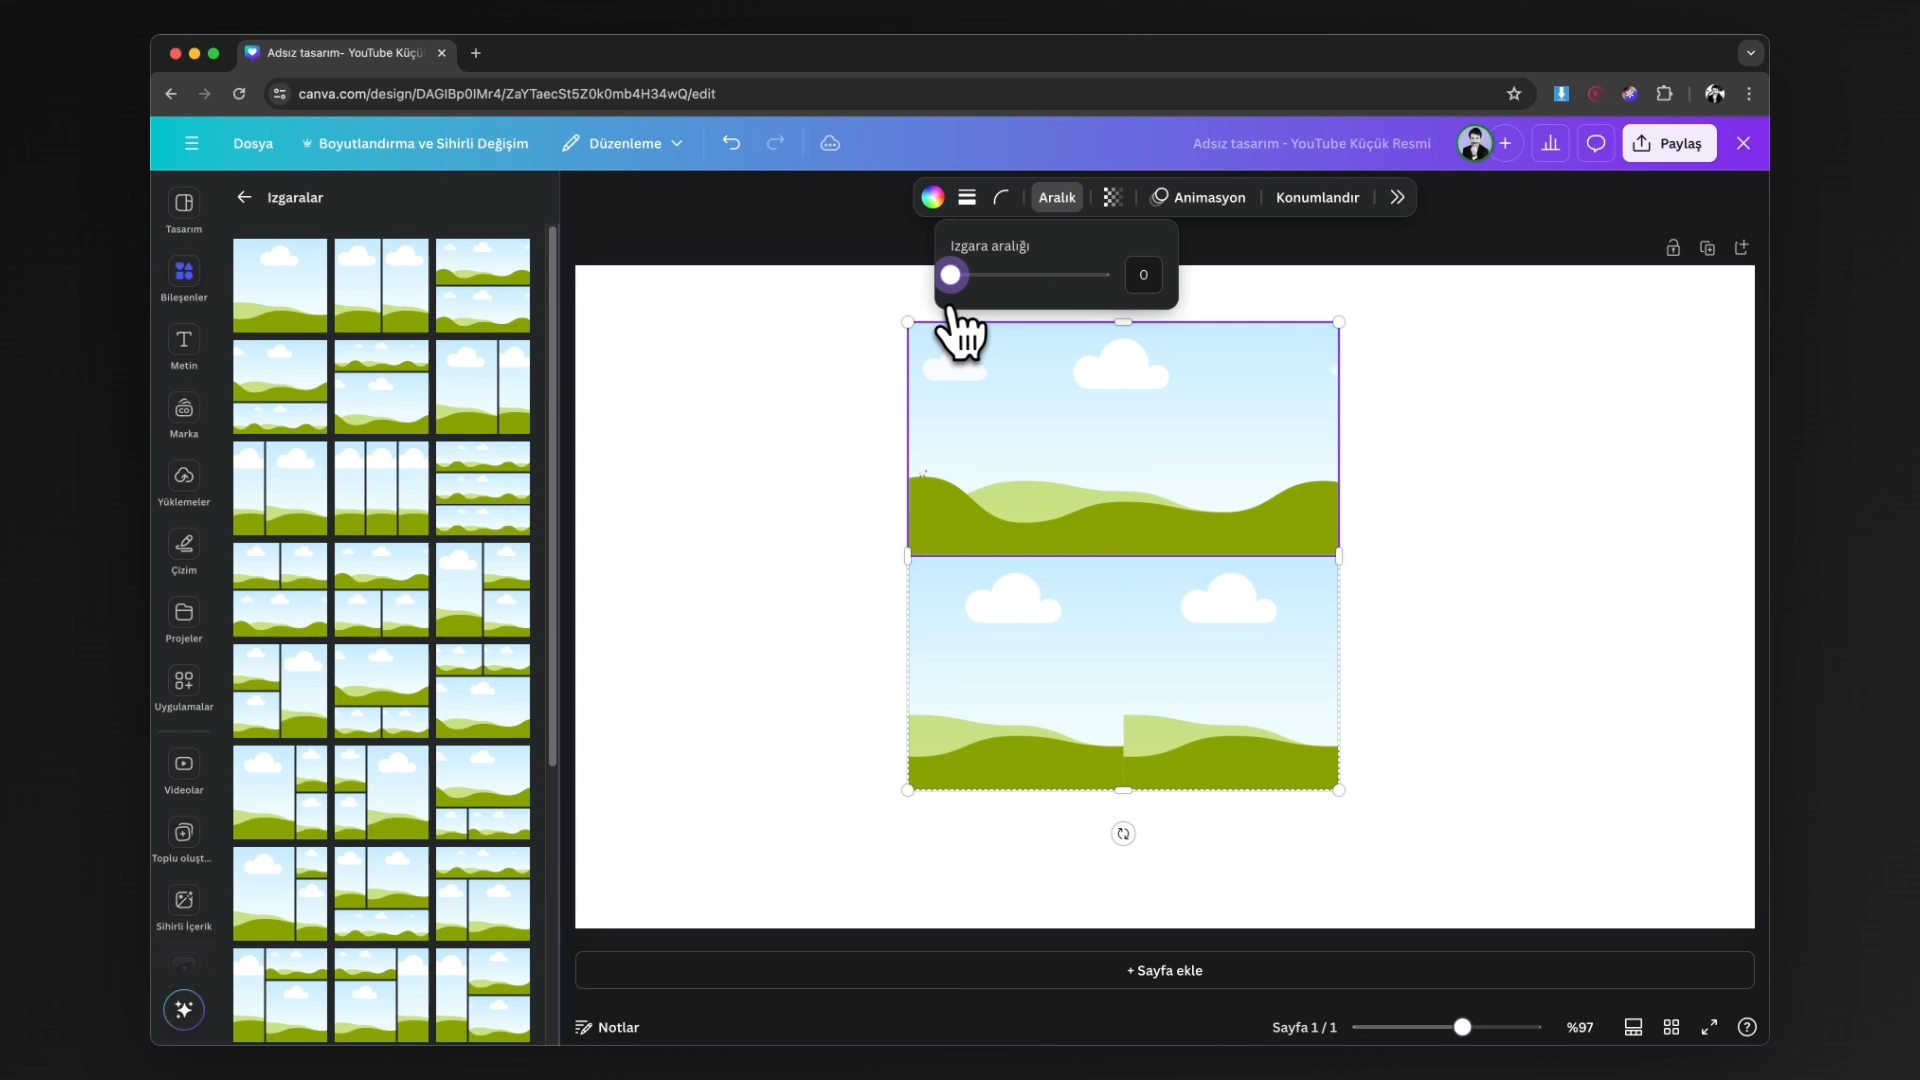 Adsız tasarım- YouTube Küçü
canva.com/design/DAGlBp0lMr4/ZaYTaecSt5Z0k0mb4H34wQ/edit
Dosya
Boyutlandırma ve Sihirli Değişim
Düzenleme
Adsız tasarım - YouTube Küçük Resmi
Paylaş
Izgaralar
Aralık
Animasyon
Konumlandır
Izgara aralığı
0
Tasarım
Bileşenler
Metin
Marka
Yüklemeler
Çizim
Projeler
Uygulamalar
Videolar
Toplu oluşt...
Sihirli İçerik
+ Sayfa ekle
Notlar
Sayfa 1 / 1
%97